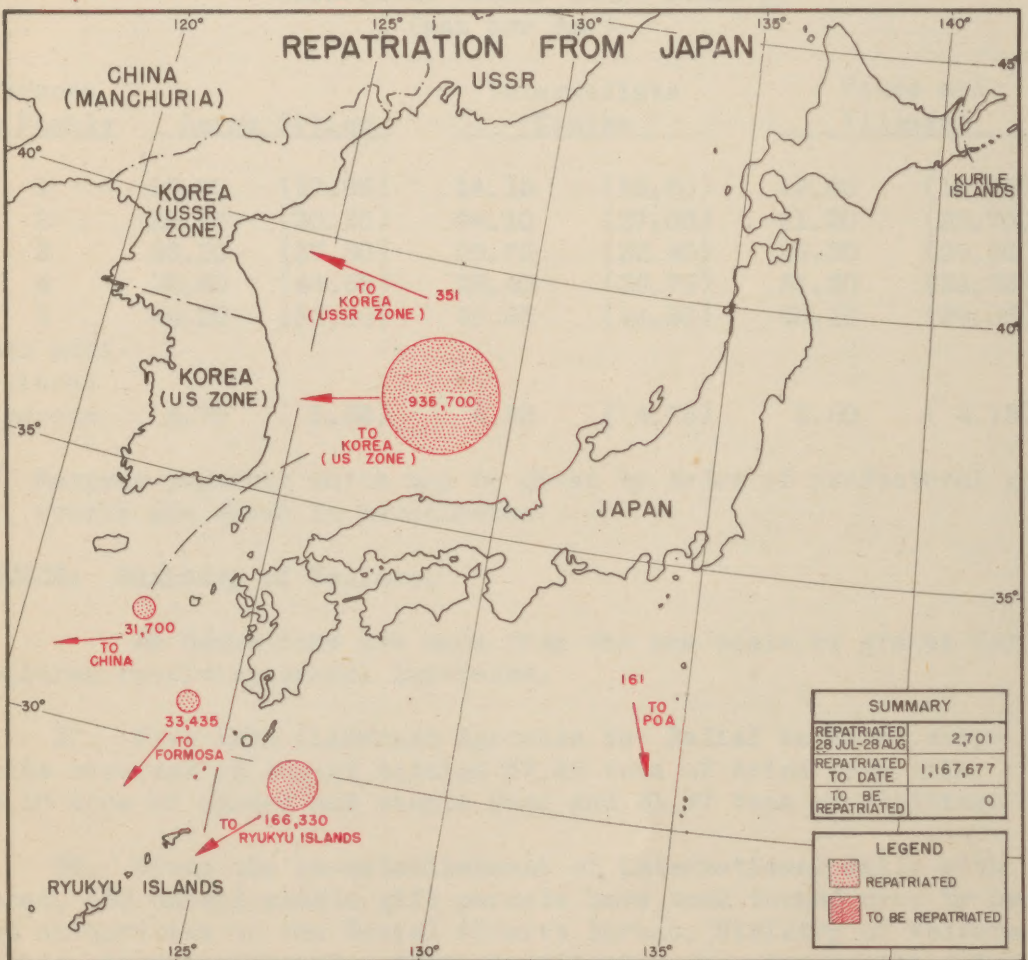 120°
125°
130°
135°
140°
REPATRIATION FROM JAPAN
45°
CHINA
(MANCHURIA)
USSR
40°
KURILE
ISLANDS
KOREA
(USSR
ZONE)
351
TO
KOREA
(USSR ZONE)
40°
KOREA
(US ZONE)
935,700
TO
KOREA
(US ZONE)
35°
JAPAN
35°
31,700
TO
CHINA
161
TO
POA
30°
33,435
TO
FORMOSA
SUMMARY
REPATRIATED
28 JUL-28 AUG 2,701
REPATRIATED
TO DATE 1,167,677
TO BE
REPATRIATED 0
166,330
TO RYUKYU ISLANDS
LEGEND
REPATRIATED
TO BE REPATRIATED
RYUKYU ISLANDS
125°
130°
135°
30°